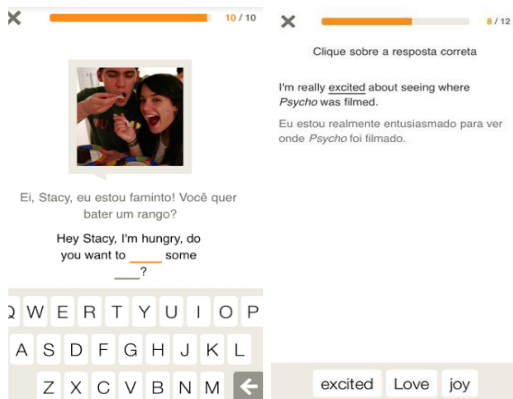 10 / 10
Ei, Stacy, eu estou faminto! Você quer
bater um rango?
Hey Stacy, I'm hungry, do
you want to _____ some
____?
Q W E R T Y U I O P
A S D F G H J K L
Z X C V B N M
8 / 12
Clique sobre a resposta correta
I'm really excited about seeing where
Psycho was filmed.
Eu estou realmente entusiasmado para ver
onde Psycho foi filmado.
excited Love joy